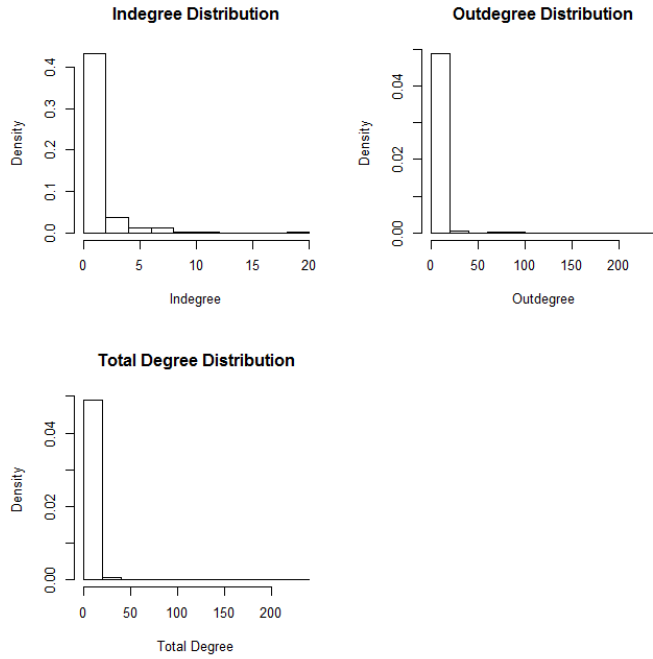 Indegree Distribution
Density
0.0 0.1 0.2 0.3 0.4
0 5 10 15 20
Indegree
Outdegree Distribution
Density
0.00 0.02 0.04
0 50 100 150 200
Outdegree
Total Degree Distribution
Density
0.00 0.02 0.04
0 50 100 150 200
Total Degree